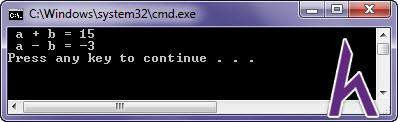 C:\Windows\system32\cmd.exe
a + b = 15
a - b = -3
Press any key to continue . . .